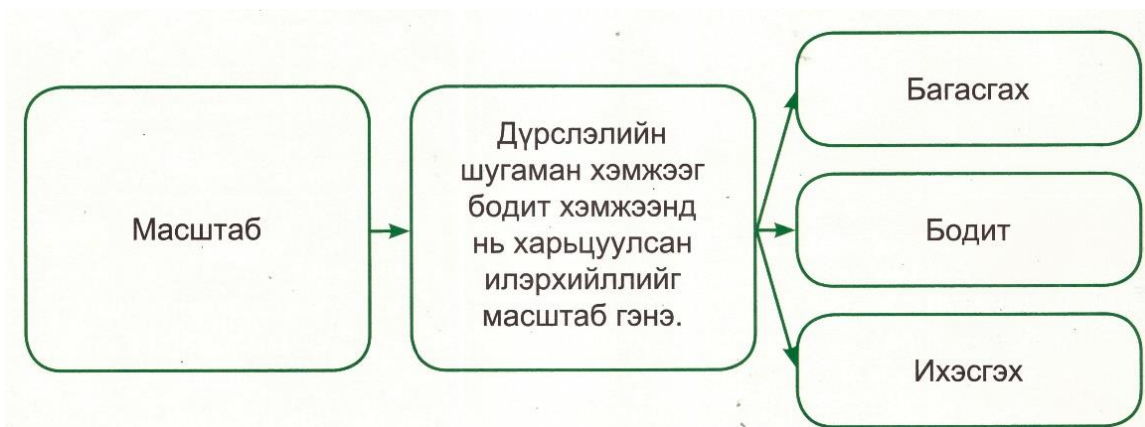 Масштаб
Дүрслэлийн
шугаман хэмжээг
бодит хэмжээнд
нь харьцуулсан
илэрхийллийг
масштаб гэнэ.
Багасгах
Бодит
Ихэсгэх